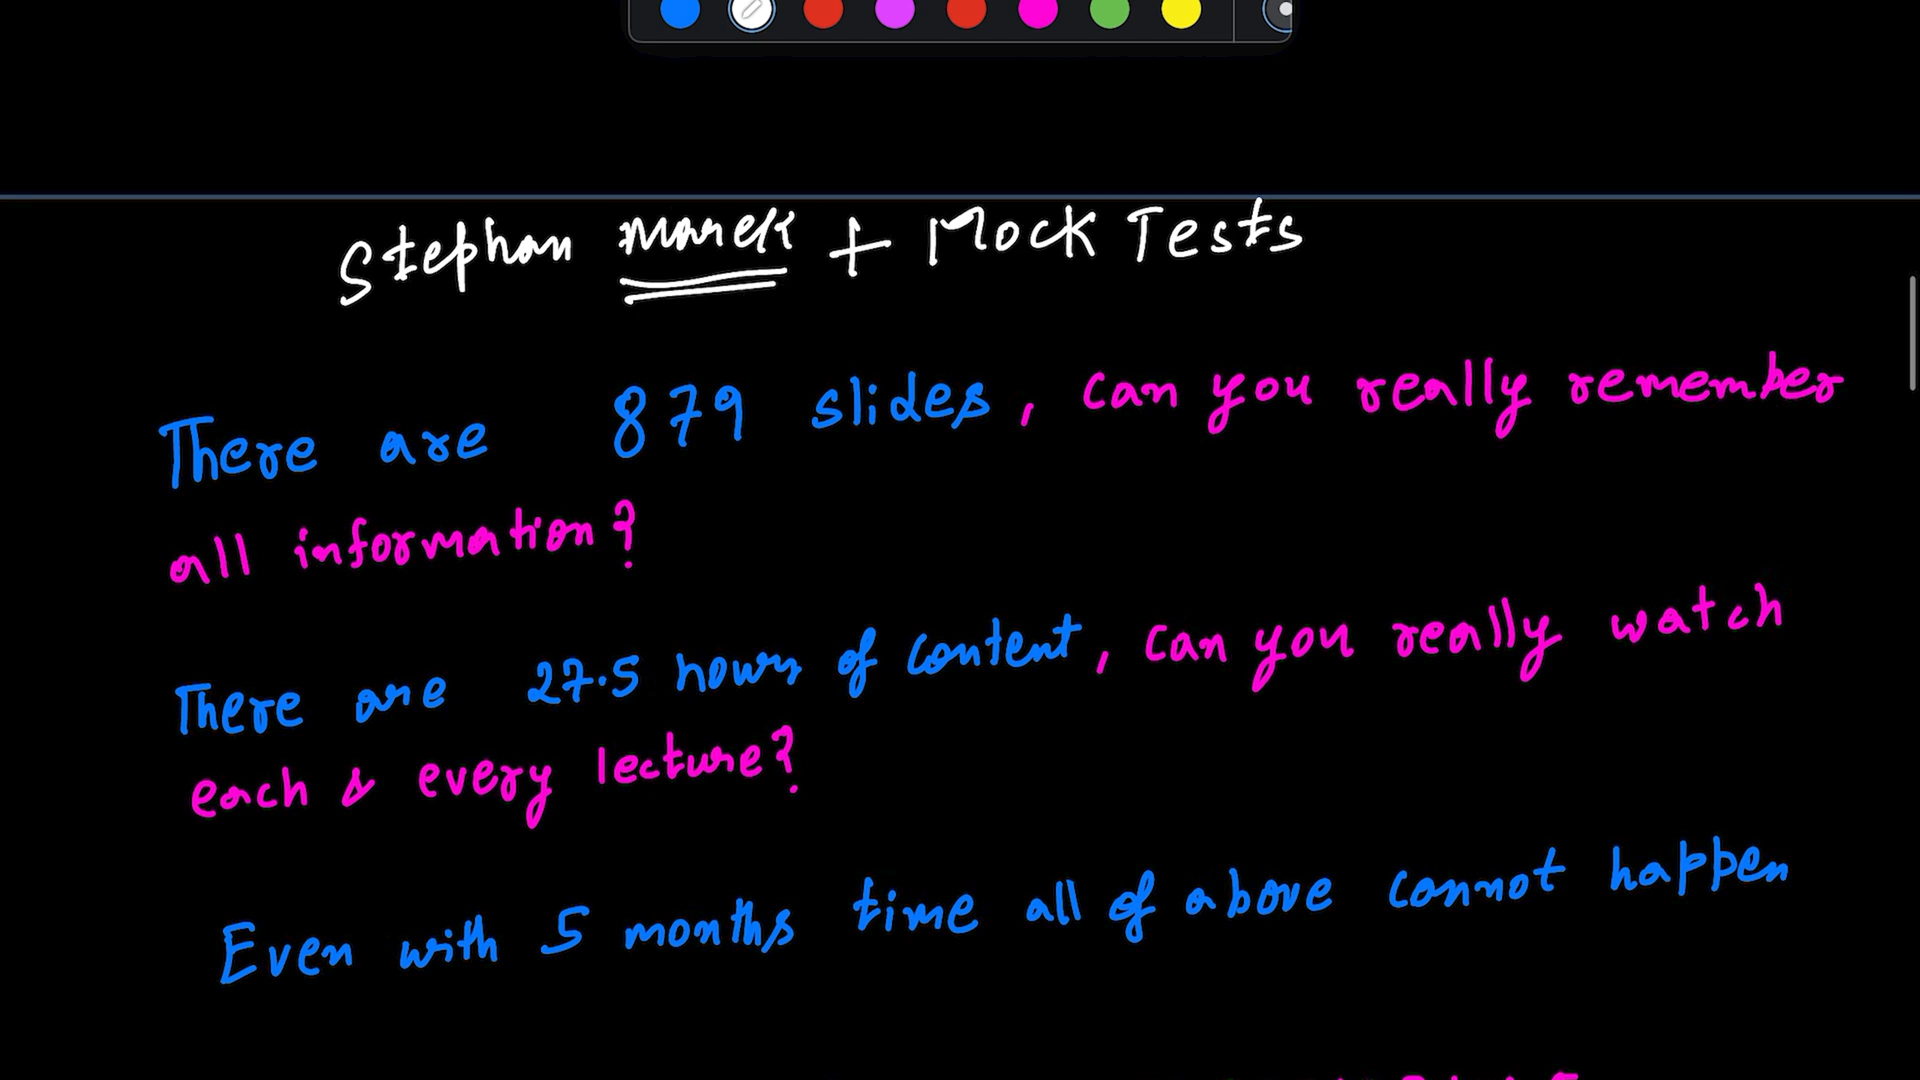 Stephan marek + Mock Tests
There are 879 slides, can you really remember
all information?
There are 27.5 hours of content, can you really watch
each & every lecture?
Even with 5 months time all of above cannot happen